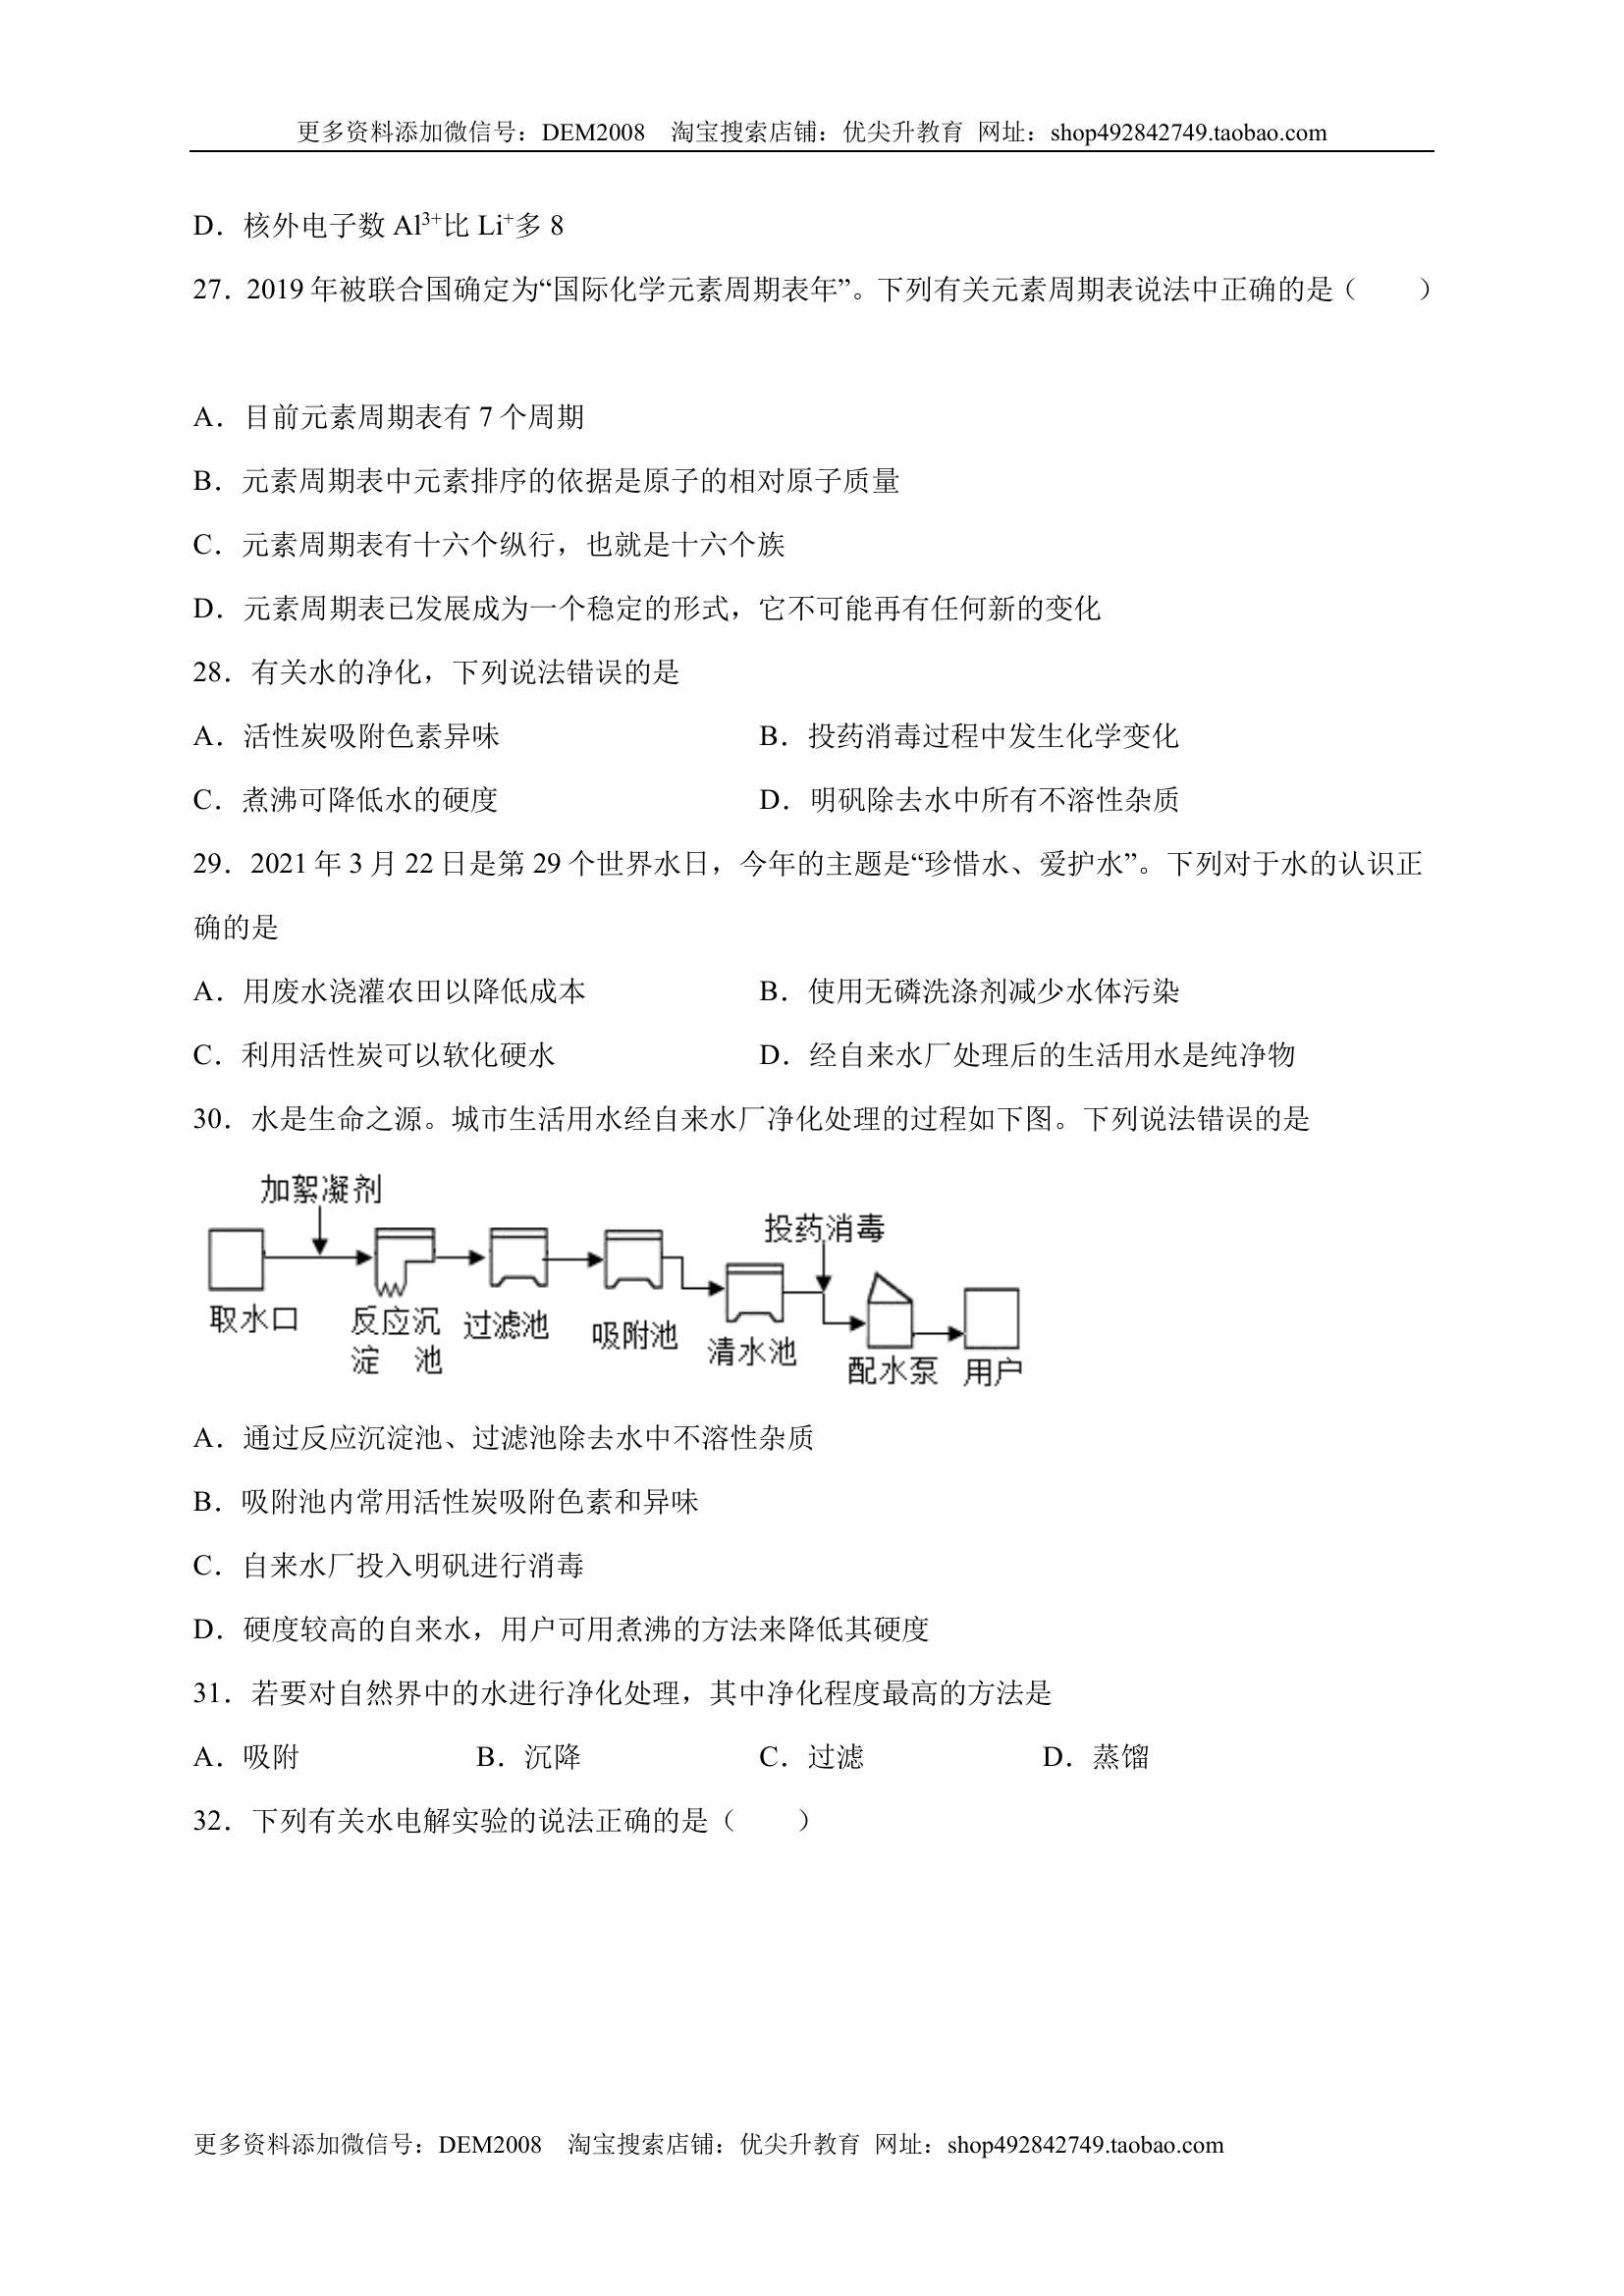 更多资料添加微信号：DEM2008　淘宝搜索店铺：优尖升教育 网址：shop492842749.taobao.com
D．核外电子数 Al³⁺比 Li⁺多 8
27．2019 年被联合国确定为“国际化学元素周期表年”。下列有关元素周期表说法中正确的是（　　）
A．目前元素周期表有 7 个周期
B．元素周期表中元素排序的依据是原子的相对原子质量
C．元素周期表有十六个纵行，也就是十六个族
D．元素周期表已发展成为一个稳定的形式，它不可能再有任何新的变化
28．有关水的净化，下列说法错误的是
A．活性炭吸附色素异味　B．投药消毒过程中发生化学变化
C．煮沸可降低水的硬度　D．明矾除去水中所有不溶性杂质
29．2021 年 3 月 22 日是第 29 个世界水日，今年的主题是“珍惜水、爱护水”。下列对于水的认识正
确的是
A．用废水浇灌农田以降低成本　B．使用无磷洗涤剂减少水体污染
C．利用活性炭可以软化硬水　D．经自来水厂处理后的生活用水是纯净物
30．水是生命之源。城市生活用水经自来水厂净化处理的过程如下图。下列说法错误的是
加絮凝剂
投药消毒
取水口
反应沉
淀　池
过滤池
吸附池
清水池
配水泵
用户
A．通过反应沉淀池、过滤池除去水中不溶性杂质
B．吸附池内常用活性炭吸附色素和异味
C．自来水厂投入明矾进行消毒
D．硬度较高的自来水，用户可用煮沸的方法来降低其硬度
31．若要对自然界中的水进行净化处理，其中净化程度最高的方法是
A．吸附　B．沉降　C．过滤　D．蒸馏
32．下列有关水电解实验的说法正确的是（　　）
更多资料添加微信号：DEM2008　淘宝搜索店铺：优尖升教育 网址：shop492842749.taobao.com